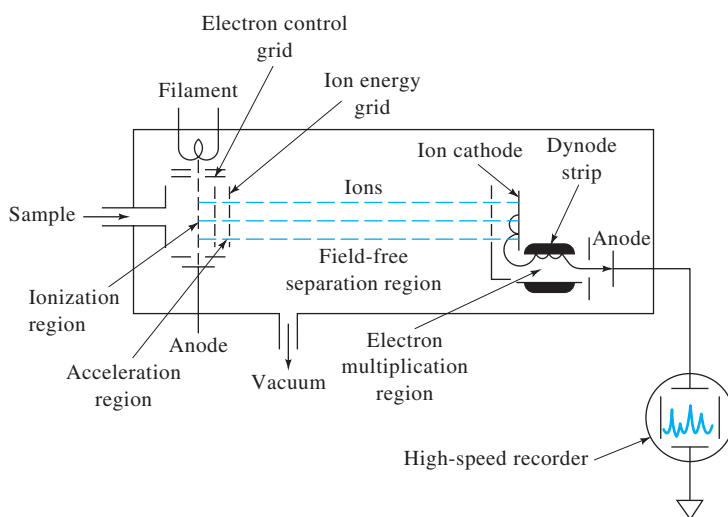 Electron control
grid
Filament
Ion energy
grid
Ion cathode
Dynode
strip
Ions
Sample
Anode
Field-free
separation region
Ionization
region
Anode
Acceleration
region
Vacuum
Electron
multiplication
region
High-speed recorder